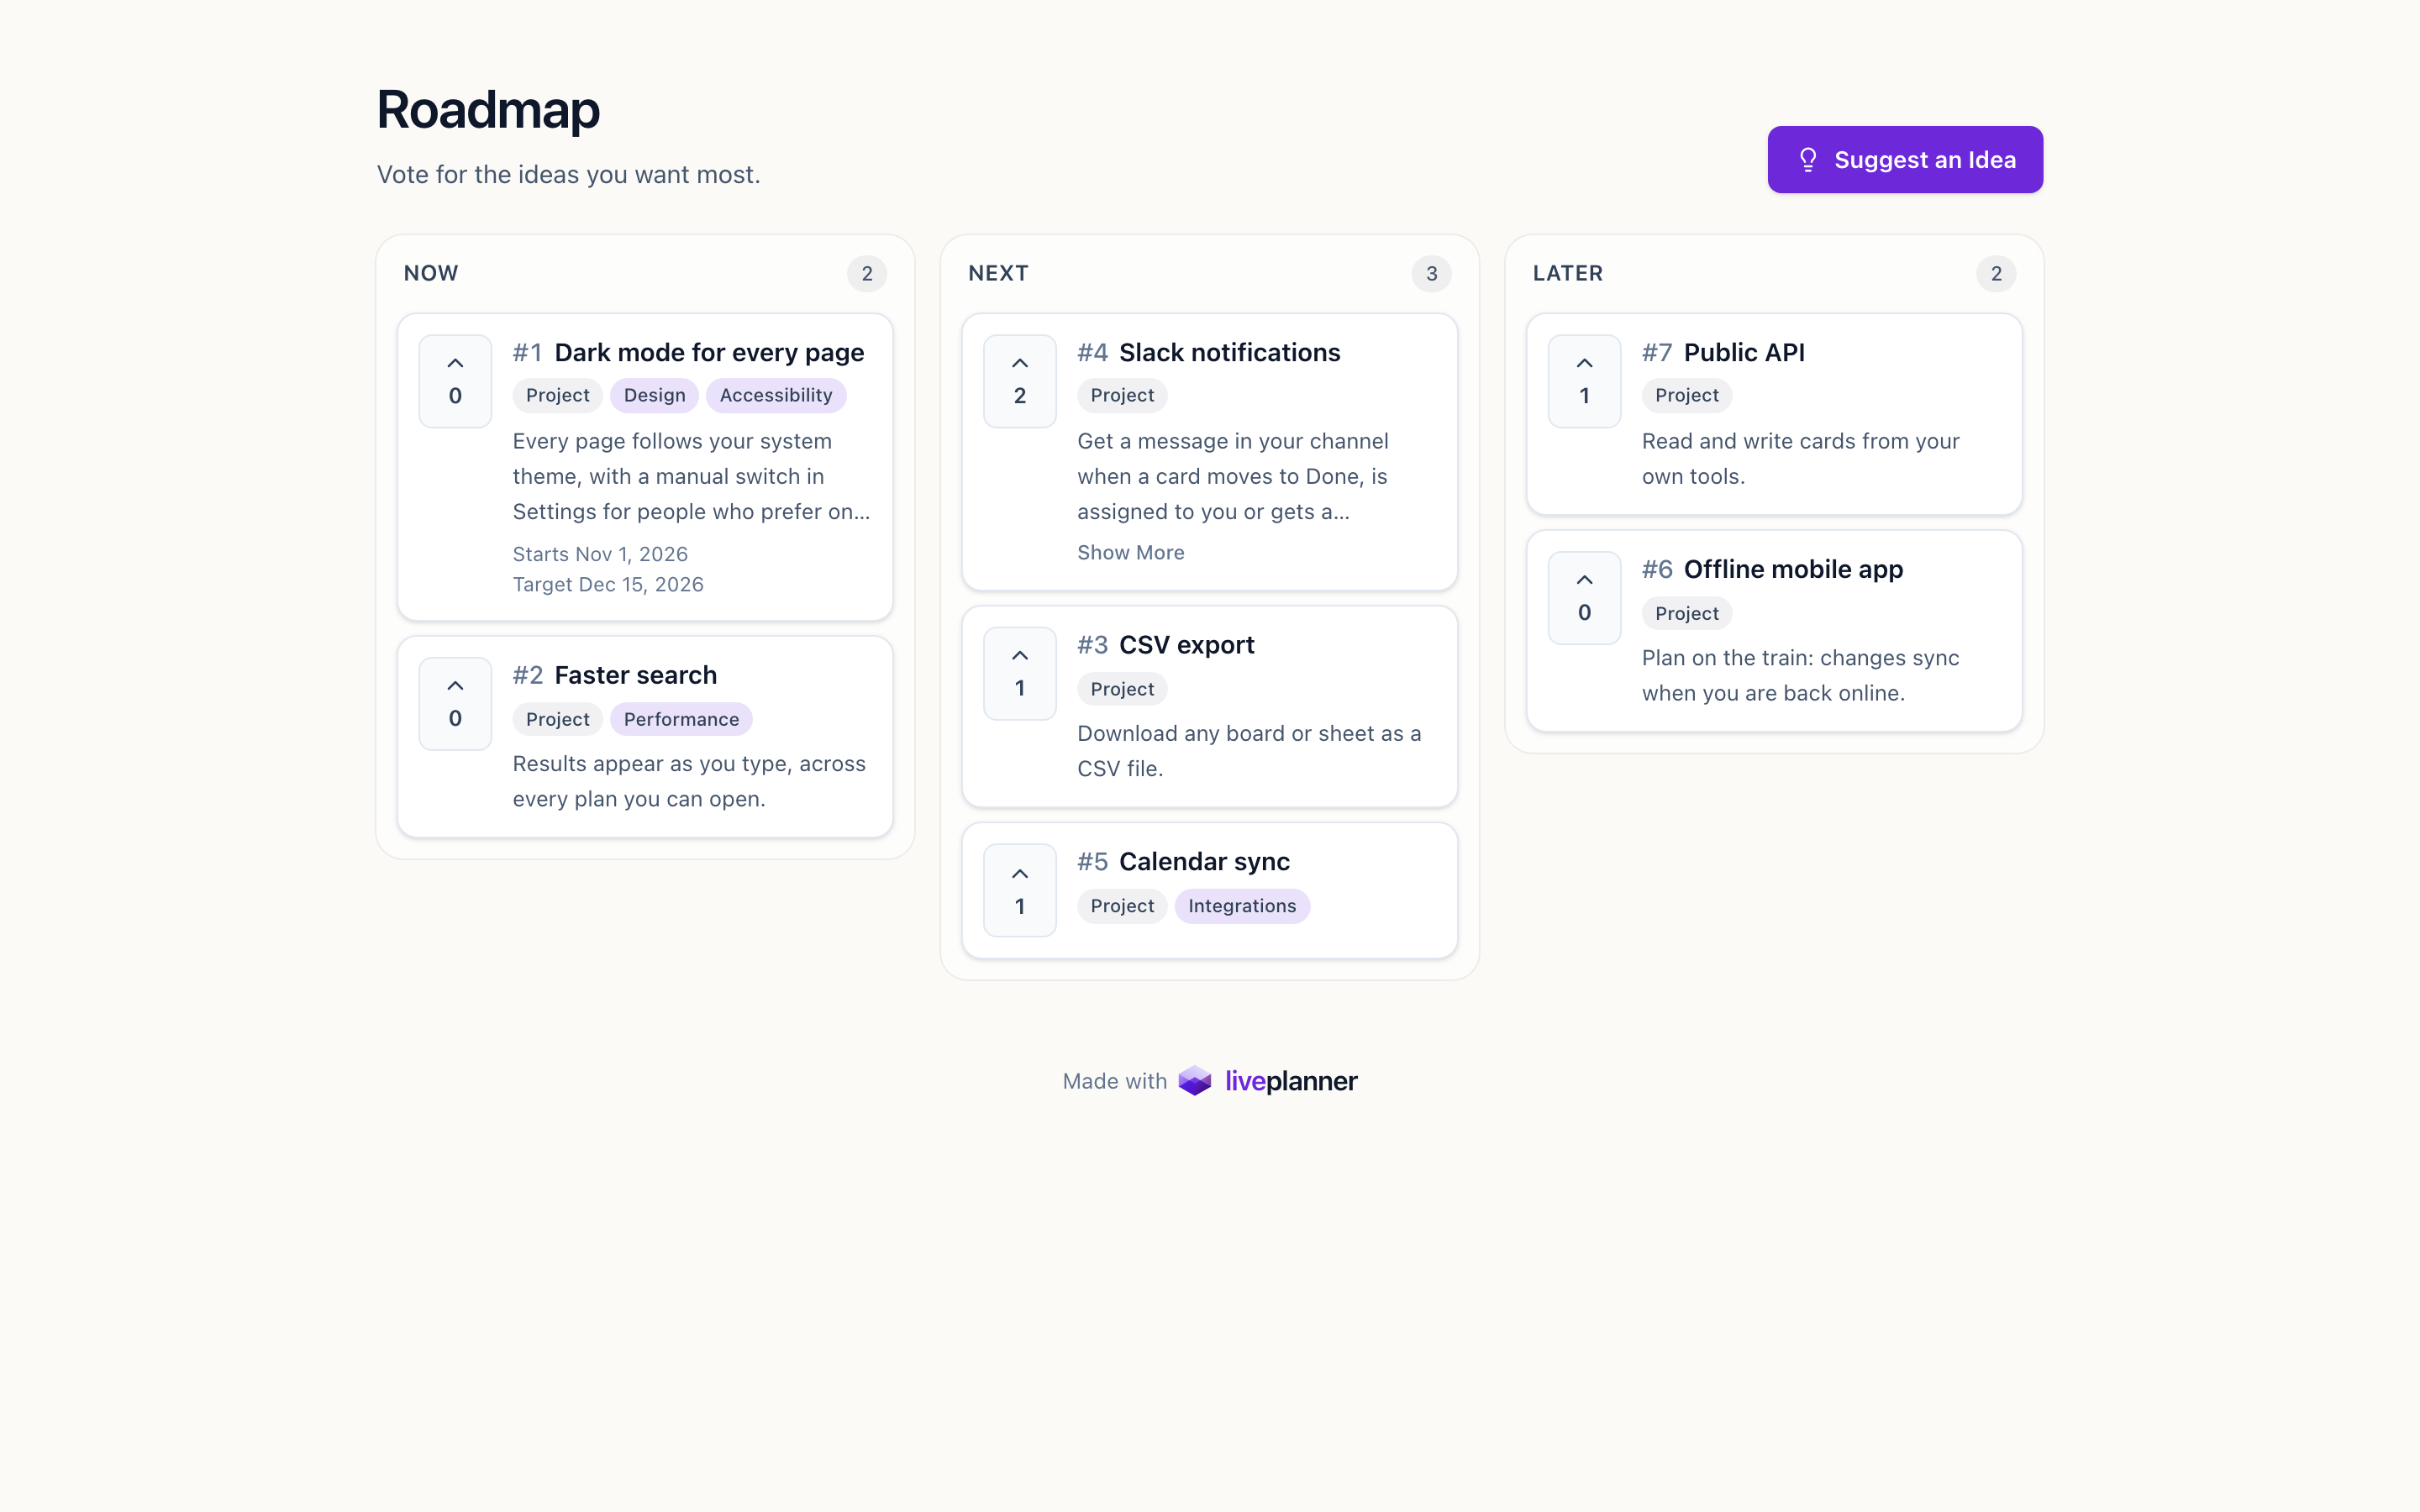 Roadmap
Vote for the ideas you want most.
Suggest an Idea
NOW 2
#1 Dark mode for every page
0
Project Design Accessibility
Every page follows your system
theme, with a manual switch in
Settings for people who prefer on...
Starts Nov 1, 2026
Target Dec 15, 2026
#2 Faster search
0
Project Performance
Results appear as you type, across
every plan you can open.
NEXT 3
#4 Slack notifications
2
Project
Get a message in your channel
when a card moves to Done, is
assigned to you or gets a...
Show More
#3 CSV export
1
Project
Download any board or sheet as a
CSV file.
#5 Calendar sync
1
Project Integrations
LATER 2
#7 Public API
1
Project
Read and write cards from your
own tools.
#6 Offline mobile app
0
Project
Plan on the train: changes sync
when you are back online.
Made with liveplanner